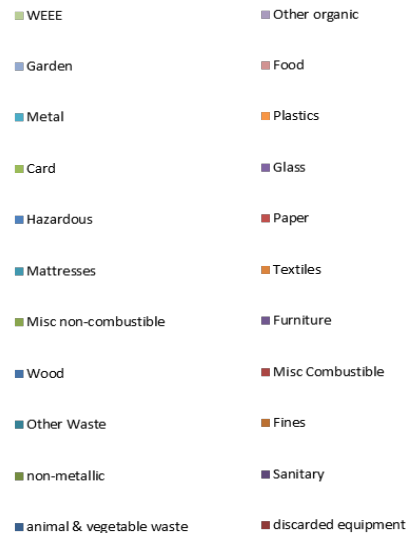 WEEE
Other organic
Garden
Food
Metal
Plastics
Card
Glass
Hazardous
Paper
Mattresses
Textiles
Misc non-combustible
Furniture
Wood
Misc Combustible
Other Waste
Fines
non-metallic
Sanitary
animal & vegetable waste
discarded equipment